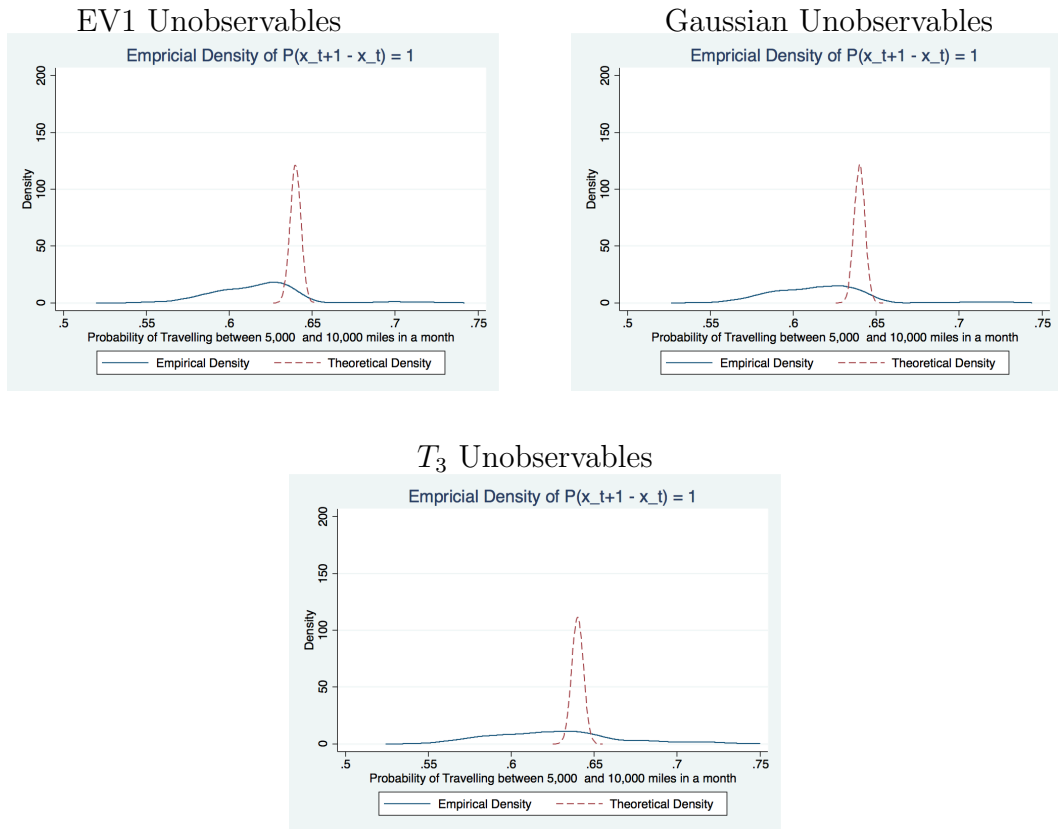 EV1 Unobservables
Empricial Density of P(x_t+1 - x_t) = 1
Density
200
150
100
50
0
.5 .55 .6 .65 .7 .75
Probability of Travelling between 5,000 and 10,000 miles in a month
Empirical Density Theoretical Density
Gaussian Unobservables
Empricial Density of P(x_t+1 - x_t) = 1
Density
200
150
100
50
0
.5 .55 .6 .65 .7 .75
Probability of Travelling between 5,000 and 10,000 miles in a month
Empirical Density Theoretical Density
T₃ Unobservables
Empricial Density of P(x_t+1 - x_t) = 1
Density
200
150
100
50
0
.5 .55 .6 .65 .7 .75
Probability of Travelling between 5,000 and 10,000 miles in a month
Empirical Density Theoretical Density